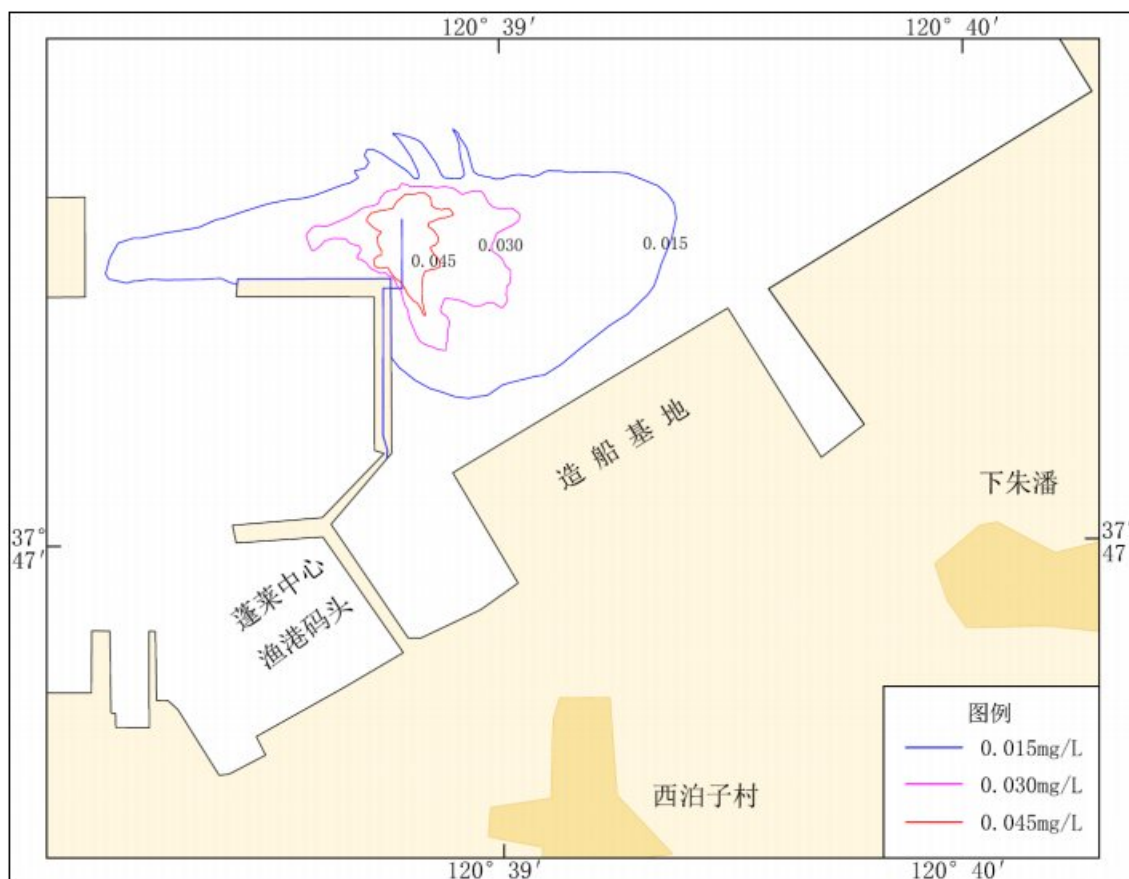 120° 39′
120° 40′
0.045
0.030
0.015
造船基地
下朱潘
37°
47′
37°
47′
蓬莱中心
渔港码头
西泊子村
图例
0.015mg/L
0.030mg/L
0.045mg/L
120° 39′
120° 40′